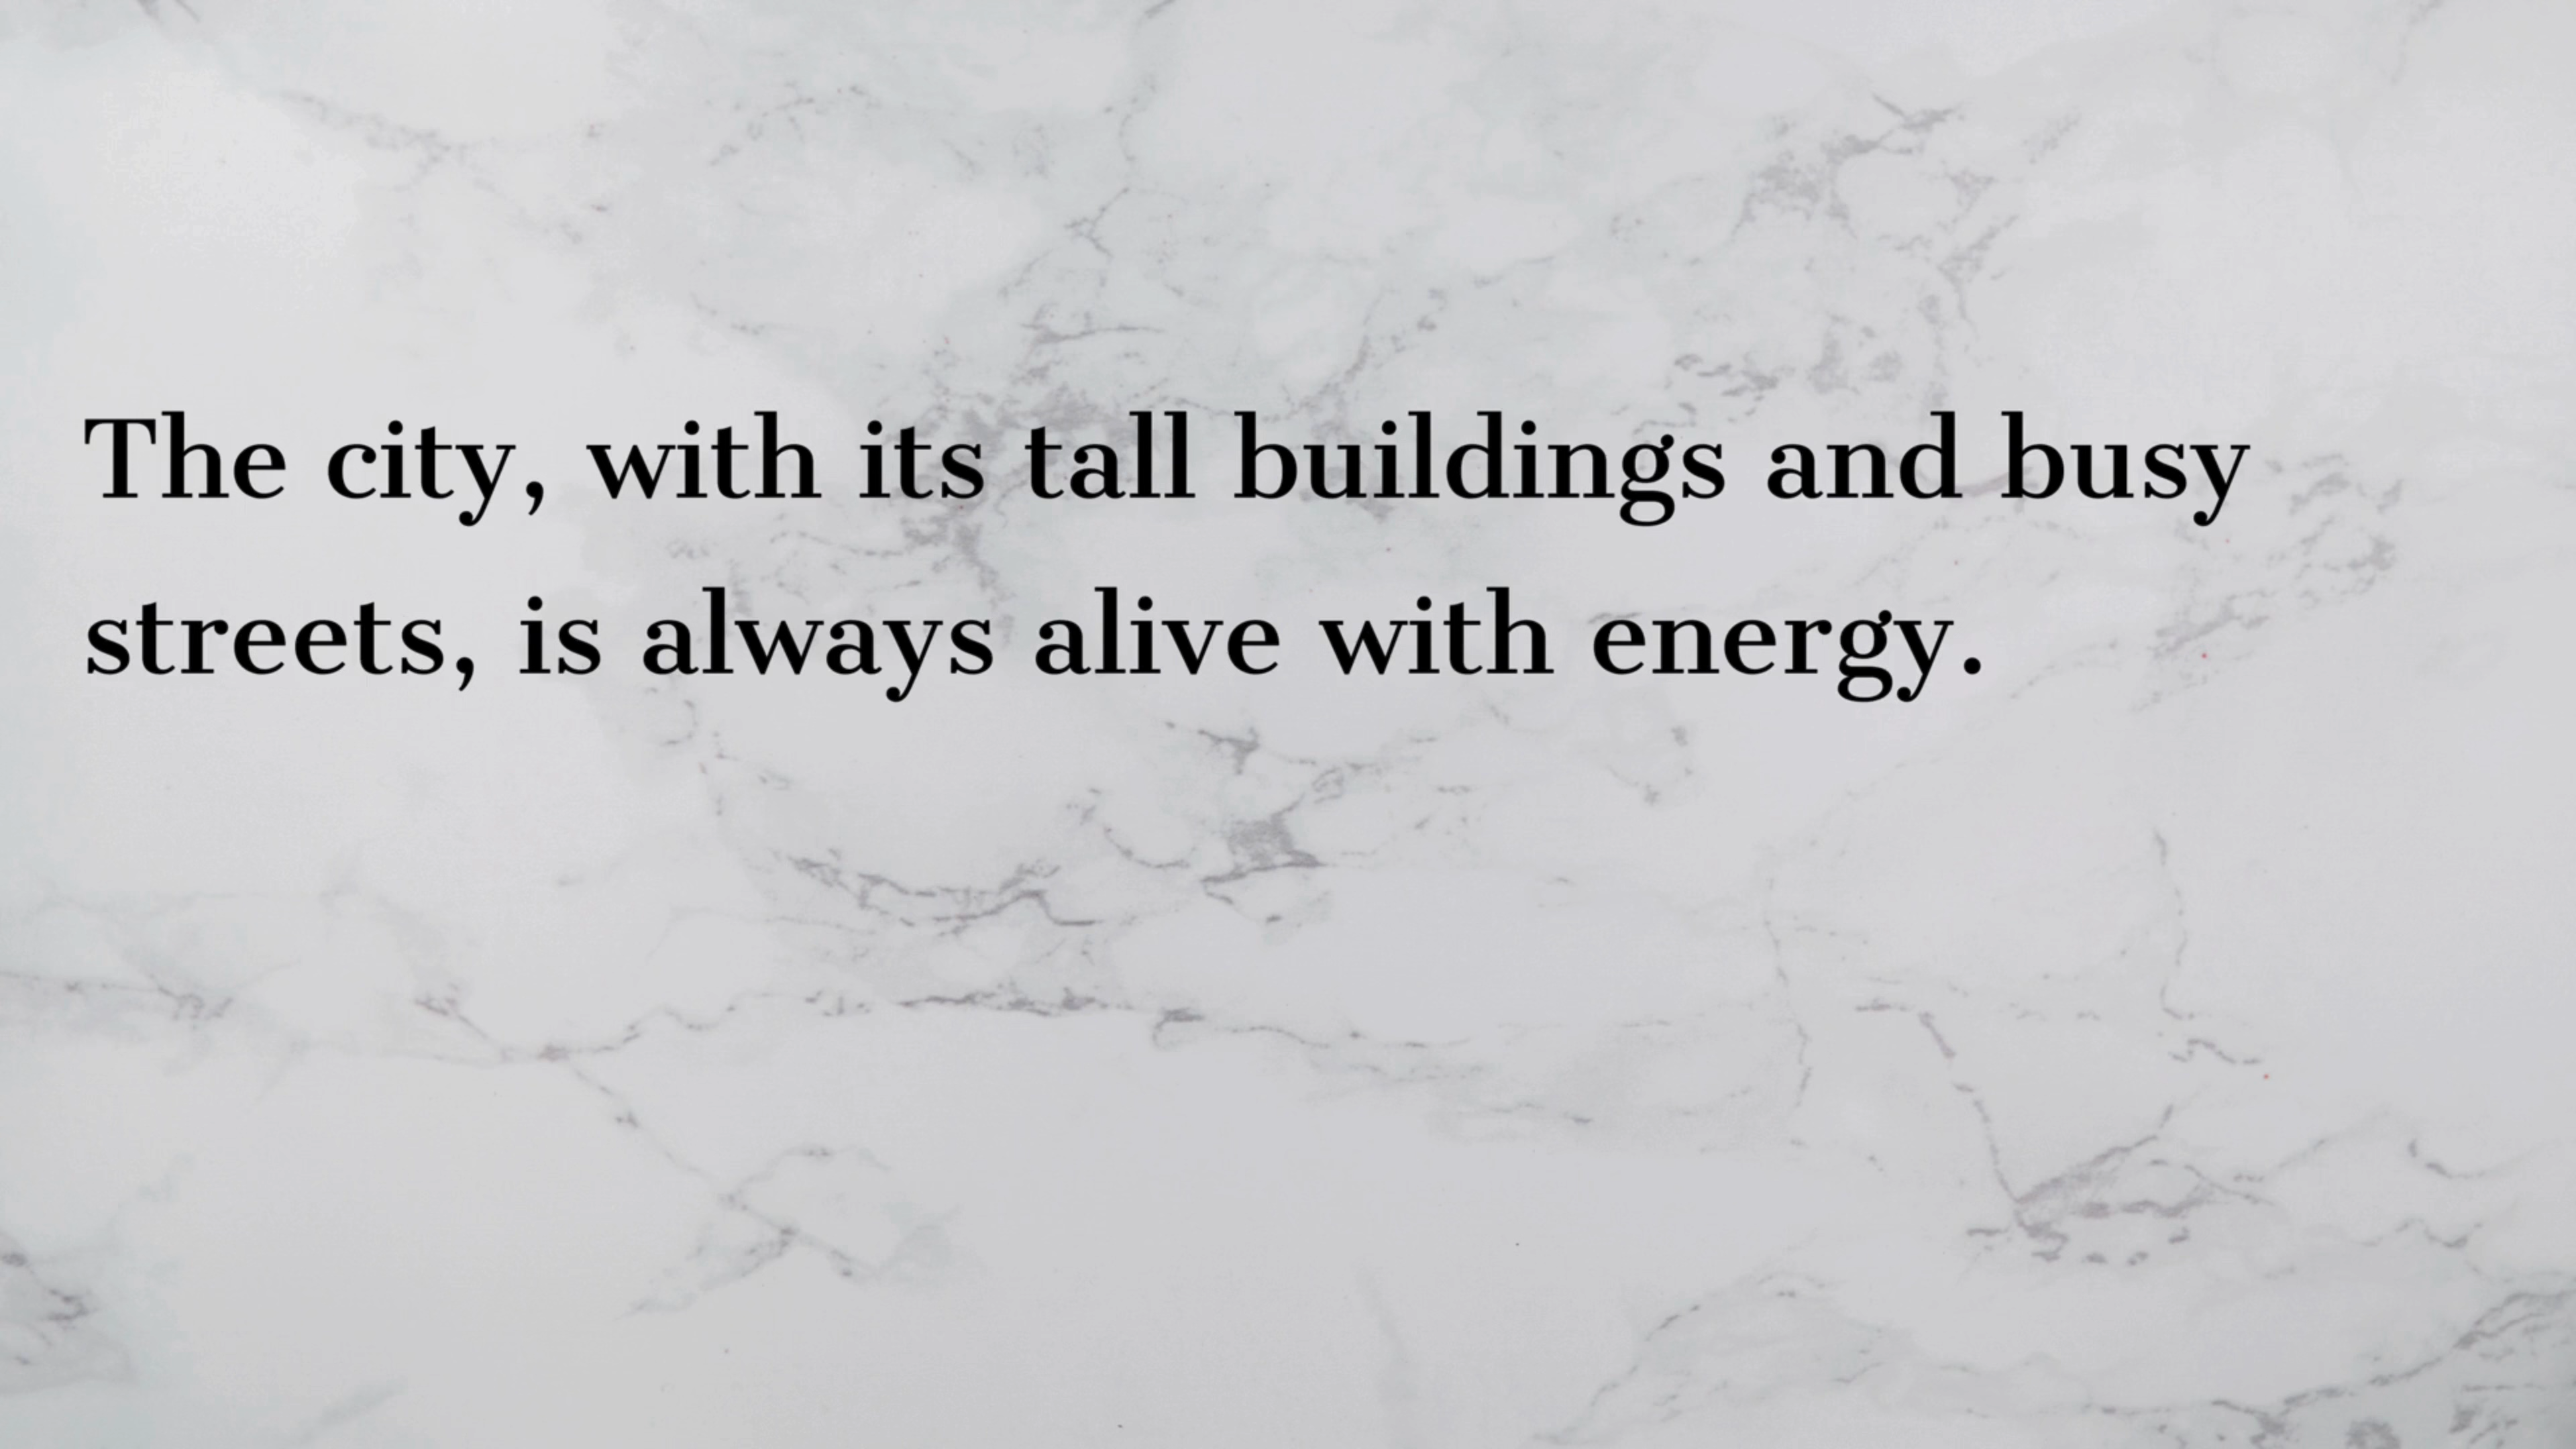 The city, with its tall buildings and busy
streets, is always alive with energy.